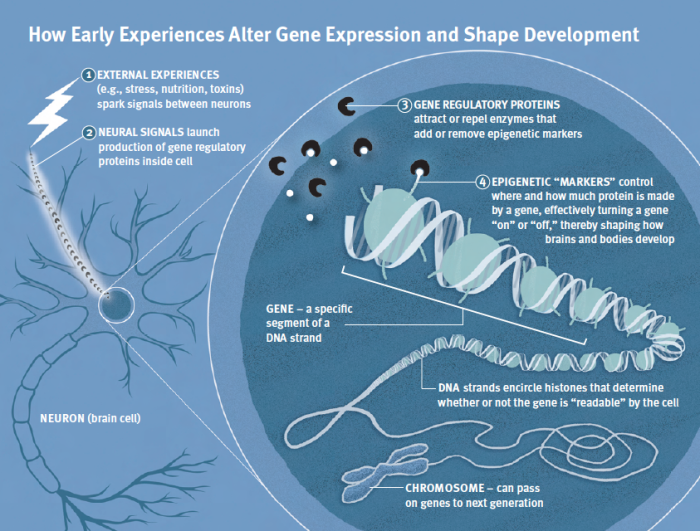 How Early Experiences Alter Gene Expression and Shape Development
1 EXTERNAL EXPERIENCES
(e.g., stress, nutrition, toxins)
spark signals between neurons
2 NEURAL SIGNALS launch
production of gene regulatory
proteins inside cell
3 GENE REGULATORY PROTEINS
attract or repel enzymes that
add or remove epigenetic markers
4 EPIGENETIC “MARKERS” control
where and how much protein is made
by a gene, effectively turning a gene
“on” or “off,” thereby shaping how
brains and bodies develop
GENE – a specific
segment of a
DNA strand
DNA strands encircle histones that determine
whether or not the gene is “readable” by the cell
NEURON (brain cell)
CHROMOSOME – can pass
on genes to next generation